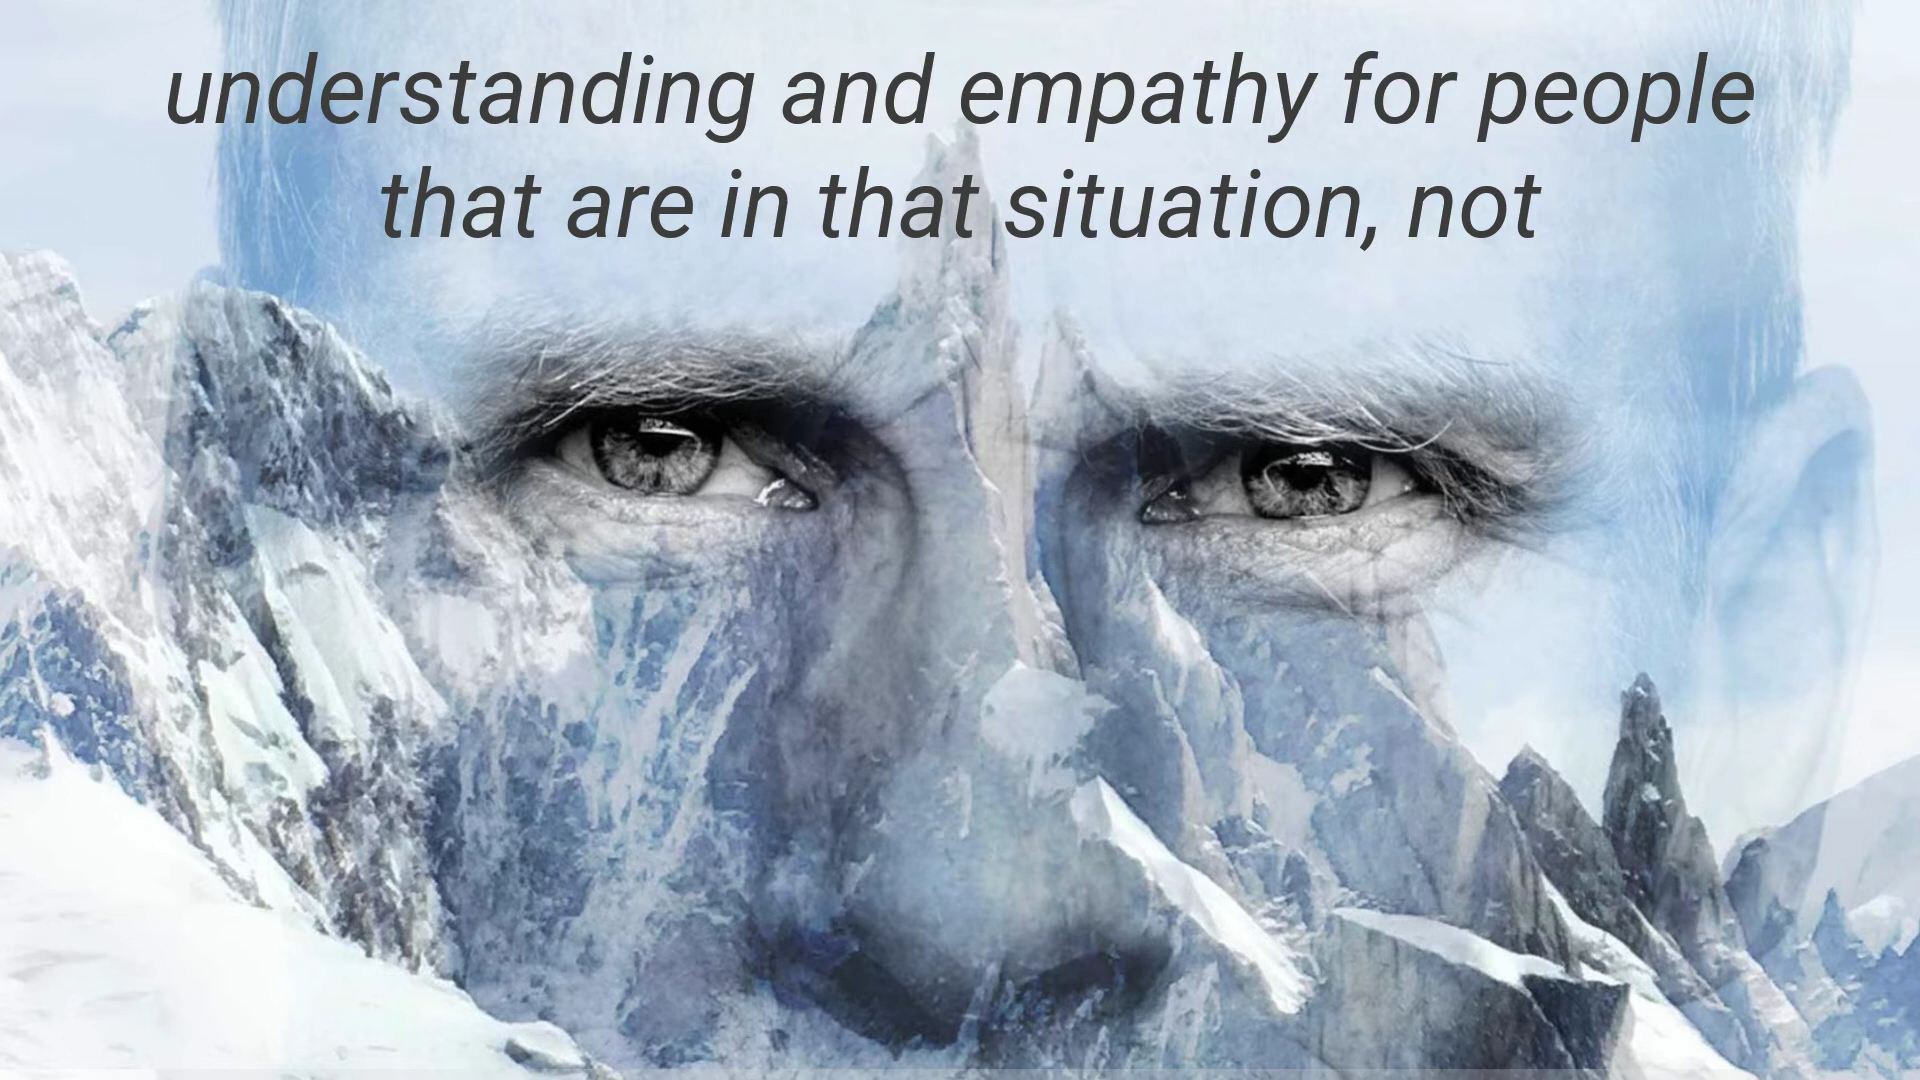 understanding and empathy for people
that are in that situation, not